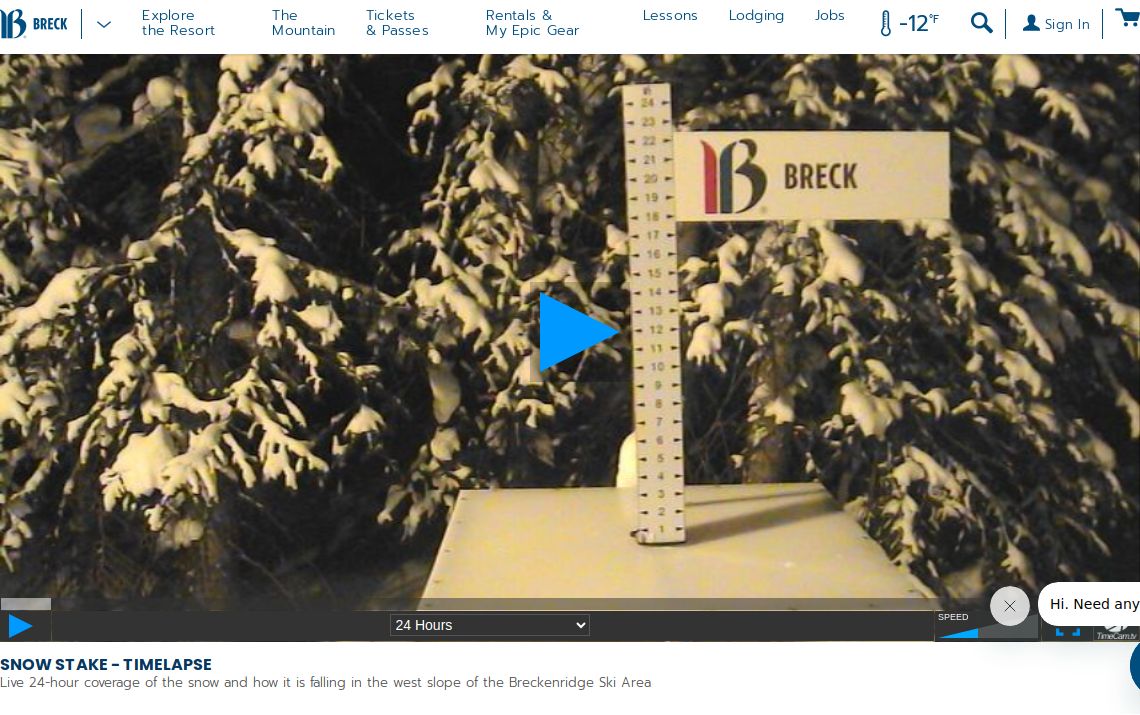 BRECK
Explore
the Resort
The
Mountain
Tickets
& Passes
Rentals &
My Epic Gear
Lessons
Lodging
Jobs
-12°F
Sign In
24
23
22
21
20
19
18
17
16
15
14
13
12
11
10
9
8
7
6
5
4
3
2
1
B BRECK
24 Hours
SPEED
Hi. Need any
TimeCam.tv
SNOW STAKE - TIMELAPSE
Live 24-hour coverage of the snow and how it is falling in the west slope of the Breckenridge Ski Area